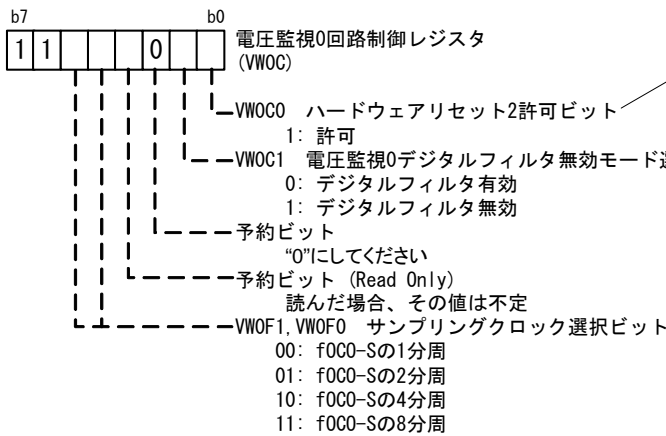 b7 b0
1 1 0
電圧監視0回路制御レジスタ
(VW0C)
VW0C0 ハードウェアリセット2許可ビット
1: 許可
VW0C1 電圧監視0デジタルフィルタ無効モード選
0: デジタルフィルタ有効
1: デジタルフィルタ無効
予約ビット
“0”にしてください
予約ビット (Read Only)
読んだ場合、その値は不定
VW0F1,VW0F0 サンプリングクロック選択ビット
00: fOCO-Sの1分周
01: fOCO-Sの2分周
10: fOCO-Sの4分周
11: fOCO-Sの8分周